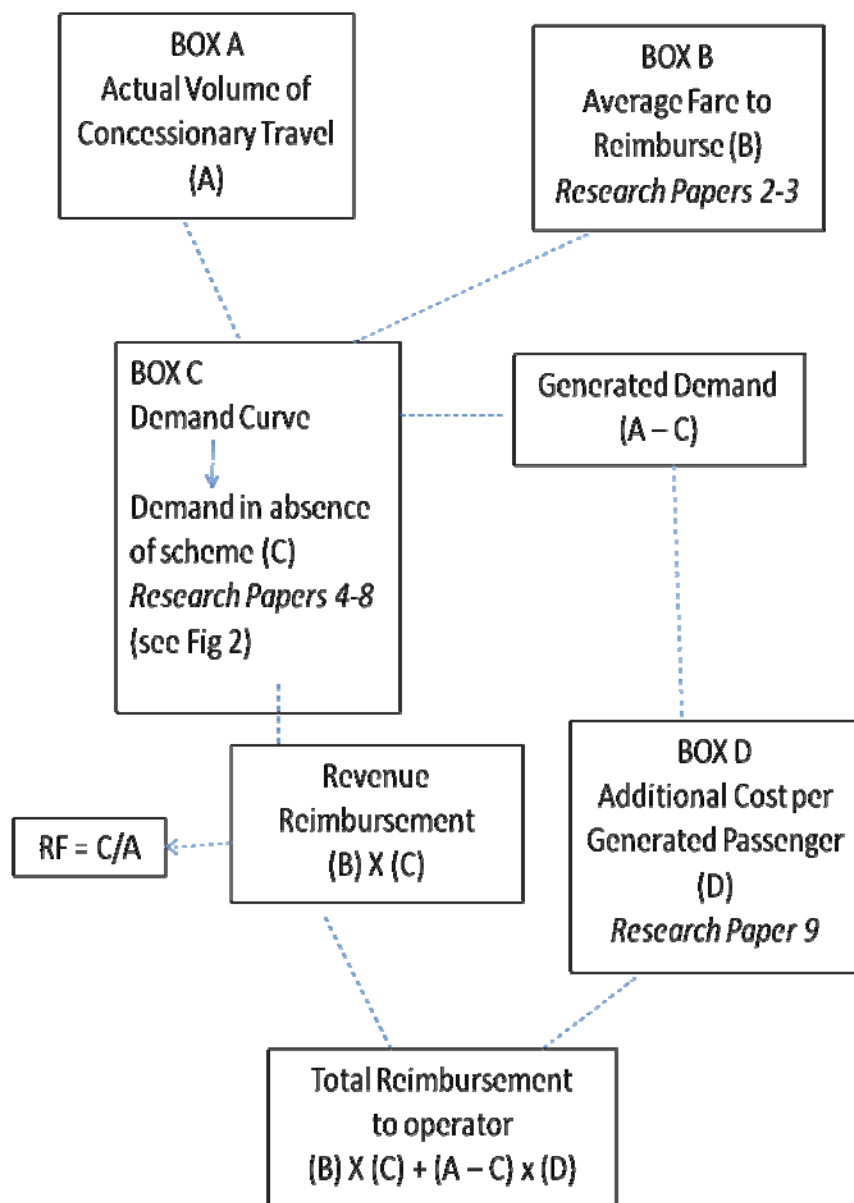 BOX A
Actual Volume of
Concessionary Travel
(A)
BOX B
Average Fare to
Reimburse (B)
Research Papers 2-3
BOX C
Demand Curve
Demand in absence
of scheme (C)
Research Papers 4-8
(see Fig 2)
Generated Demand
(A – C)
Revenue
Reimbursement
(B) X (C)
RF = C/A
BOX D
Additional Cost per
Generated Passenger
(D)
Research Paper 9
Total Reimbursement
to operator
(B) X (C) + (A – C) x (D)